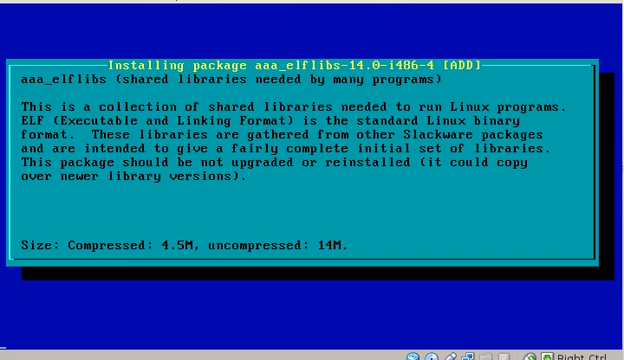 Installing package aaa_elflibs-14.0-i486-4 [ADD]
aaa_elflibs (shared libraries needed by many programs)
This is a collection of shared libraries needed to run Linux programs.
ELF (Executable and Linking Format) is the standard Linux binary
format.  These libraries are gathered from other Slackware packages
and are intended to give a fairly complete initial set of libraries.
This package should be not upgraded or reinstalled (it could copy
over newer library versions).
Size: Compressed: 4.5M, uncompressed: 14M.
Right Ctrl